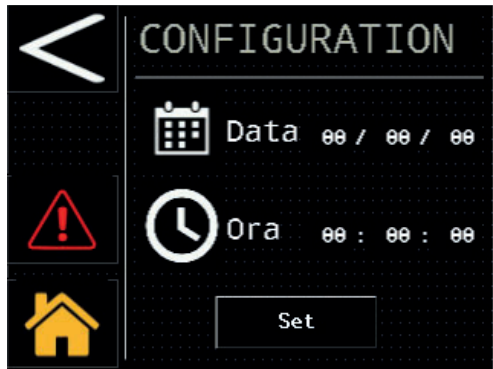 CONFIGURATION
Data 00 / 00 / 00
Ora 00 : 00 : 00
Set